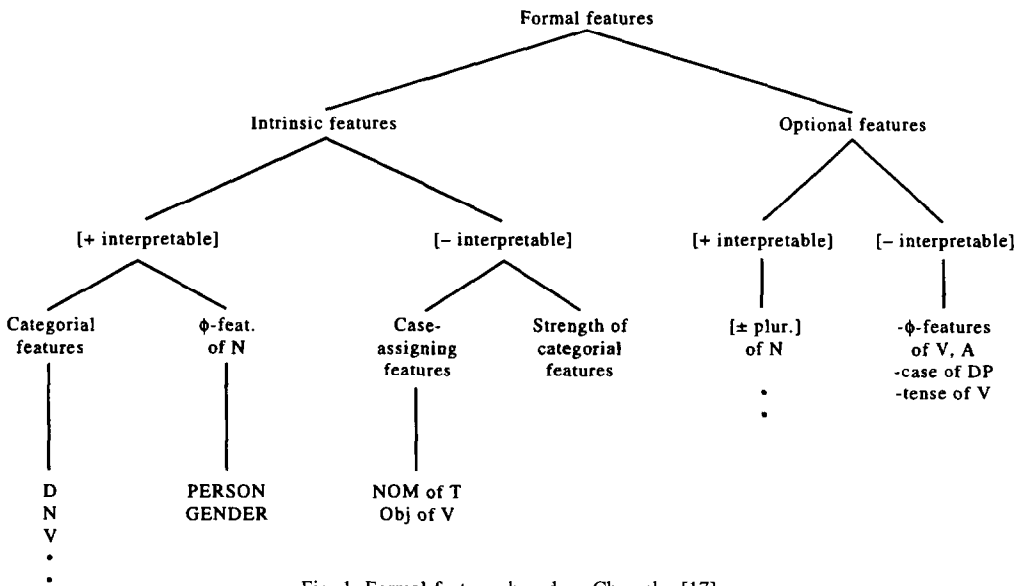 Formal features
Intrinsic features
Optional features
[+ interpretable]
[– interpretable]
[+ interpretable]
[– interpretable]
Categorial
features
ϕ-feat.
of N
Case-
assigning
features
Strength of
categorial
features
[± plur.]
of N
•
•
-ϕ-features
of V, A
-case of DP
-tense of V
D
N
V
•
•
PERSON
GENDER
NOM of T
Obj of V
Fig. 1. Formal features based on Chomsky [17]